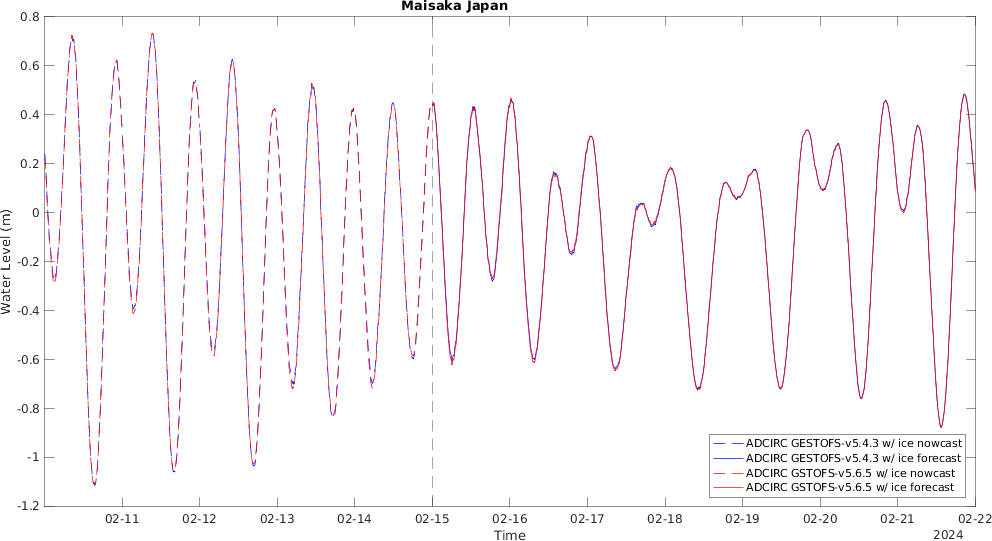 Maisaka Japan
0.8
0.6
0.4
0.2
0
-0.2
-0.4
-0.6
-0.8
-1
-1.2
Water Level (m)
ADCIRC GESTOFS-v5.4.3 w/ ice nowcast
ADCIRC GESTOFS-v5.4.3 w/ ice forecast
ADCIRC GSTOFS-v5.6.5 w/ ice nowcast
ADCIRC GSTOFS-v5.6.5 w/ ice forecast
02-11 02-12 02-13 02-14 02-15 02-16 02-17 02-18 02-19 02-20 02-21 02-22
Time
2024